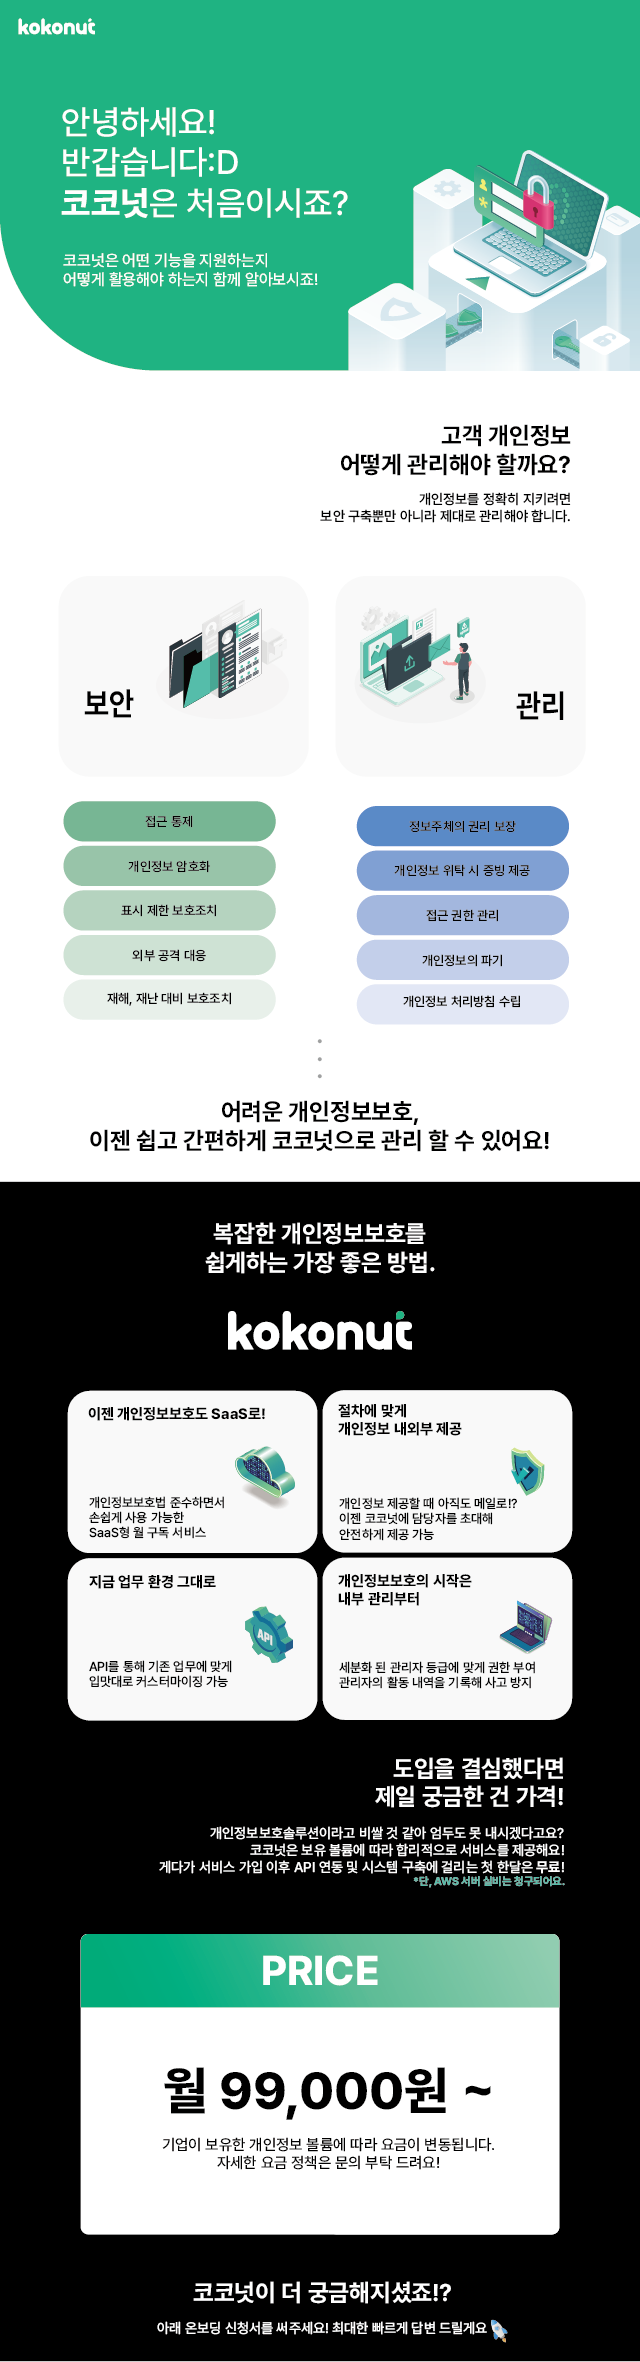 kokonut
안녕하세요!
반갑습니다:D
코코넛은 처음이시죠?
코코넛은 어떤 기능을 지원하는지
어떻게 활용해야 하는지 함께 알아보시죠!
고객 개인정보
어떻게 관리해야 할까요?
개인정보를 정확히 지키려면
보안 구축뿐만 아니라 제대로 관리해야 합니다.
보안
관리
접근 통제
개인정보 암호화
표시 제한 보호조치
외부 공격 대응
재해, 재난 대비 보호조치
정보주체의 권리 보장
개인정보 위탁 시 증빙 제공
접근 권한 관리
개인정보의 파기
개인정보 처리방침 수립
어려운 개인정보보호,
이젠 쉽고 간편하게 코코넛으로 관리 할 수 있어요!
복잡한 개인정보보호를
쉽게하는 가장 좋은 방법.
kokonut
이젠 개인정보보호도 SaaS로!
개인정보보호법 준수하면서
손쉽게 사용 가능한
SaaS형 월 구독 서비스
절차에 맞게
개인정보 내외부 제공
개인정보 제공할 때 아직도 메일로!?
이젠 코코넛에 담당자를 초대해
안전하게 제공 가능
지금 업무 환경 그대로
API
API를 통해 기존 업무에 맞게
입맛대로 커스터마이징 가능
개인정보보호의 시작은
내부 관리부터
세분화 된 관리자 등급에 맞게 권한 부여
관리자의 활동 내역을 기록해 사고 방지
도입을 결심했다면
제일 궁금한 건 가격!
개인정보보호솔루션이라고 비쌀 것 같아 엄두도 못 내시겠다고요?
코코넛은 보유 볼륨에 따라 합리적으로 서비스를 제공해요!
게다가 서비스 가입 이후 API 연동 및 시스템 구축에 걸리는 첫 한달은 무료!
*단, AWS 서버 실비는 청구되어요.
PRICE
월 99,000원 ~
기업이 보유한 개인정보 볼륨에 따라 요금이 변동됩니다.
자세한 요금 정책은 문의 부탁 드려요!
코코넛이 더 궁금해지셨죠!?
아래 온보딩 신청서를 써주세요! 최대한 빠르게 답변 드릴게요